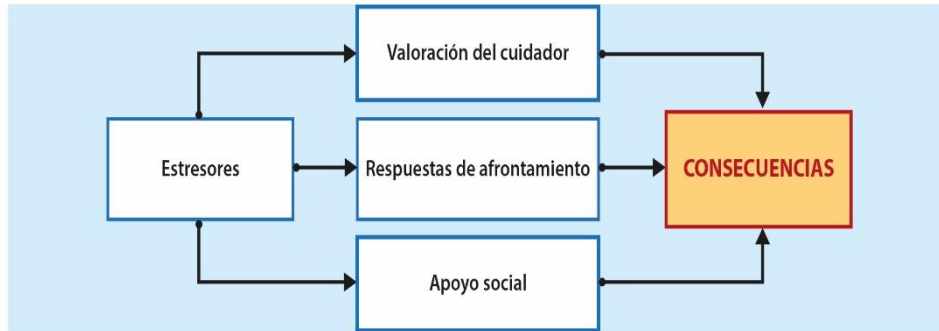 Valoración del cuidador
Estresores
Respuestas de afrontamiento
CONSECUENCIAS
Apoyo social